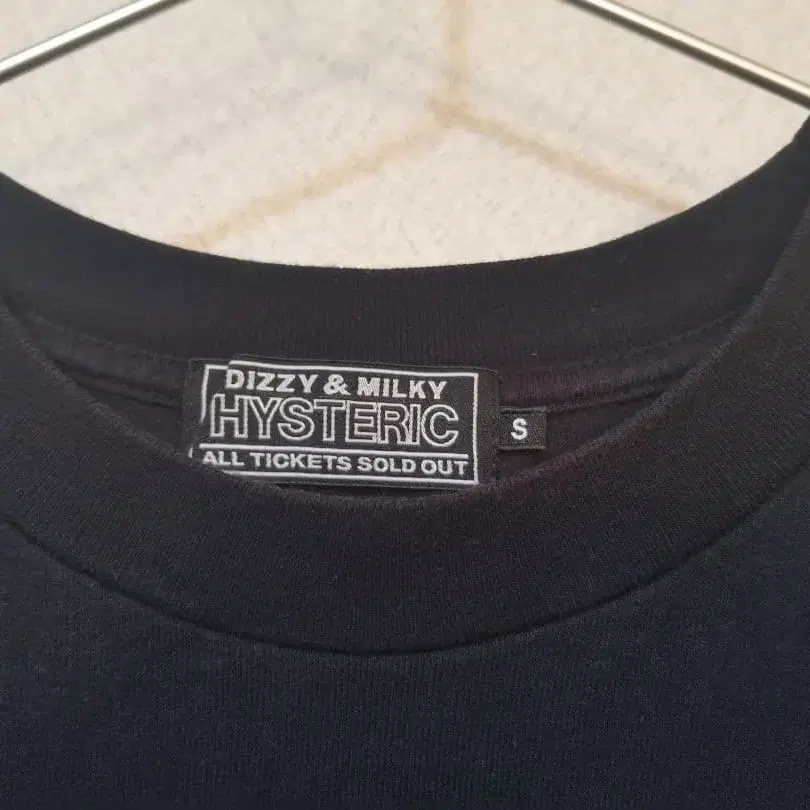 DIZZY & MILKY
HYSTERIC
S
ALL TICKETS SOLD OUT